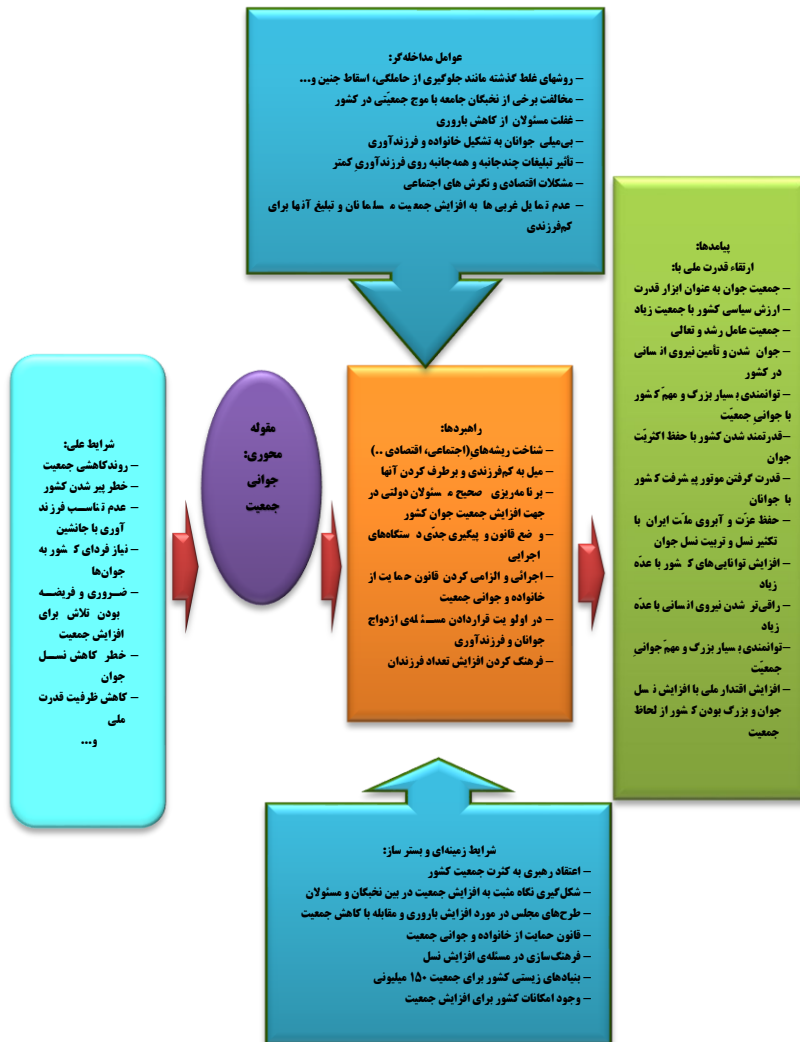 عوامل مداخله‌گر:
– روشهای غلط گذشته مانند جلوگیری از حاملگی، اسقاط جنین و...
– مخالفت برخی از نخبگان جامعه با موج جمعیّتی در کشور
– غفلت مسئولان از کاهش باروری
– بی‌میلی جوانان به تشکیل خانواده و فرزندآوری
– تأثیر تبلیغات چندجانبه و همه‌جانبه روی فرزندآوریِ کمتر
– مشکلات اقتصادی و نگرش های اجتماعی
– عدم تمایل غربی ها به افزایش جمعیت مسلمانان و تبلیغ آنها برای
کم‌فرزندی
پیامدها:
ارتقاء قدرت ملی با:
– جمعیت جوان به عنوان ابزار قدرت
– ارزش سیاسی کشور با جمعیت زیاد
– جمعیت عامل رشد و تعالی
– جوان شدن و تأمین نیروی انسانی
در کشور
– توانمندی بسیار بزرگ و مهمّ کشور
با جوانیِ جمعیّت
–قدرتمند شدن کشور با حفظ اکثریّت
جوان
– قدرت گرفتن موتور پیشرفت کشور
با جوانان
– حفظ عزّت و آبروی ملّت ایران با
تکثیر نسل و تربیت نسل جوان
– افزایش توانایی‌های کشور با عدّه
زیاد
– راقی‌تر شدن نیروی انسانی با عدّه
زیاد
–توانمندی بسیار بزرگ و مهمّ جوانیِ
جمعیّت
– افزایش اقتدار ملی با افزایش نسل
جوان و بزرگ بودن کشور از لحاظ
جمعیت
راهبردها:
– شناخت ریشه‌های(اجتماعی، اقتصادی ..)
– میل به کم‌فرزندی و برطرف کردن آنها
– برنامه‌ریزی صحیح مسئولان دولتی در
جهت افزایش جمعیت جوان کشور
– وضع قانون و پیگیری جدّی دستگاه‌های
اجرایی
– اجرائی و الزامی کردن قانون حمایت از
خانواده و جوانی جمعیت
– در اولویت قراردادن مسئله‌ی ازدواج
جوانان و فرزندآوری
– فرهنگ کردن افزایش تعداد فرزندان
مقوله
محوری:
جوانی
جمعیت
شرایط علی:
– روندکاهشی جمعیت
– خطر پیر شدن کشور
– عدم تناسب فرزند
آوری با جانشین
– نیاز فردای کشور به
جوان‌ها
– ضروری و فریضه
بودن تلاش برای
افزایش جمعیت
– خطر کاهش نسل
جوان
– کاهش ظرفیت قدرت
ملی
و...
شرایط زمینه‌ای و بستر ساز:
– اعتقاد رهبری به کثرت جمعیت کشور
– شکل‌گیری نگاه مثبت به افزایش جمعیت در بین نخبگان و مسئولان
– طرح‌های مجلس در مورد افزایش باروری و مقابله با کاهش جمعیت
– قانون حمایت از خانواده و جوانی جمعیت
– فرهنگ‌سازی در مسئله‌ی افزایش نسل
– بنیادهای زیستی کشور برای جمعیت ۱۵۰ میلیونی
– وجود امکانات کشور برای افزایش جمعیت